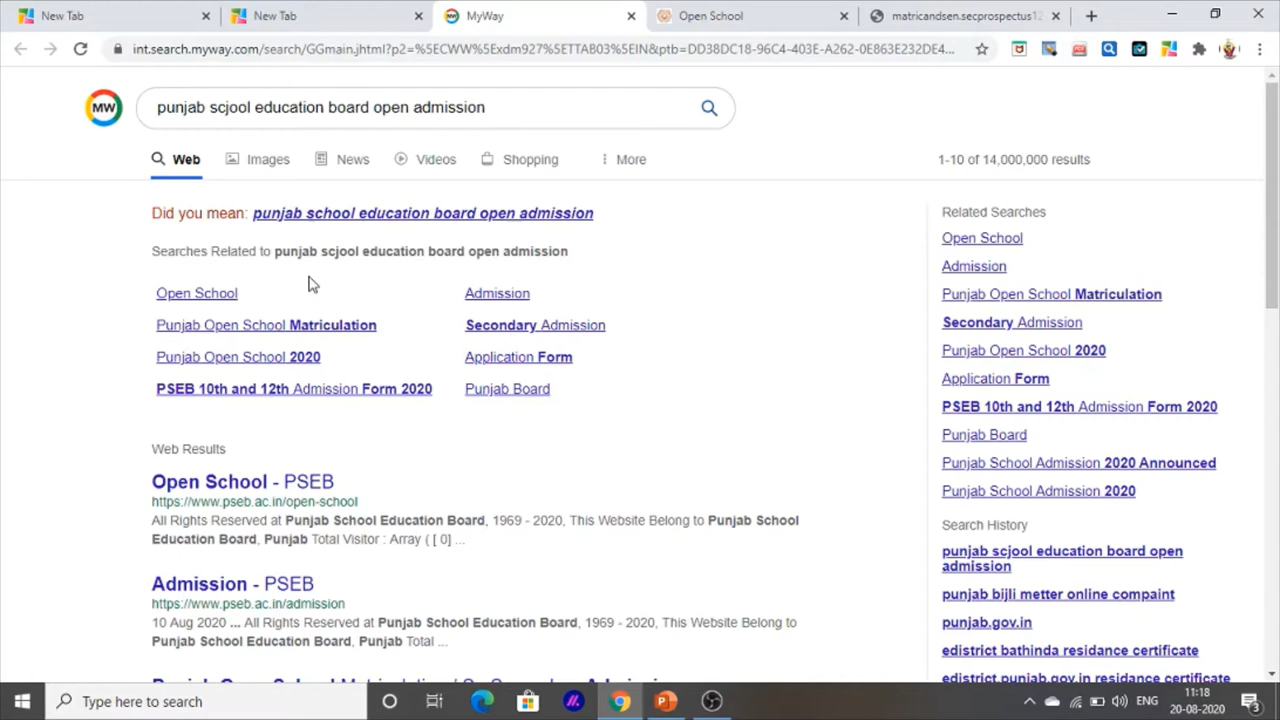 New Tab
New Tab
MyWay
Open School
matricandsen.secprospectus12
int.search.myway.com/search/GGmain.jhtml?p2=%5ECWW%5Exdm927%5ETTAB03%5EIN&ptb=DD38DC18-96C4-403E-A262-0E863E232DE4...
MW
punjab scjool education board open admission
Web
Images
News
Videos
Shopping
More
1-10 of 14,000,000 results
Did you mean: punjab school education board open admission
Searches Related to punjab scjool education board open admission
Open School
Admission
Punjab Open School Matriculation
Secondary Admission
Punjab Open School 2020
Application Form
PSEB 10th and 12th Admission Form 2020
Punjab Board
Web Results
Open School - PSEB
https://www.pseb.ac.in/open-school
All Rights Reserved at Punjab School Education Board, 1969 - 2020, This Website Belong to Punjab School
Education Board, Punjab Total Visitor : Array ( [ 0] ...
Admission - PSEB
https://www.pseb.ac.in/admission
10 Aug 2020 ... All Rights Reserved at Punjab School Education Board, 1969 - 2020, This Website Belong to
Punjab School Education Board, Punjab Total ...
Related Searches
Open School
Admission
Punjab Open School Matriculation
Secondary Admission
Punjab Open School 2020
Application Form
PSEB 10th and 12th Admission Form 2020
Punjab Board
Punjab School Admission 2020 Announced
Punjab School Admission 2020
Search History
punjab scjool education board open
admission
punjab bijli metter online compaint
punjab.gov.in
edistrict bathinda residance certificate
edistrict punjab.gov.in residance certificate
Type here to search
ENG
11:18
20-08-2020
3